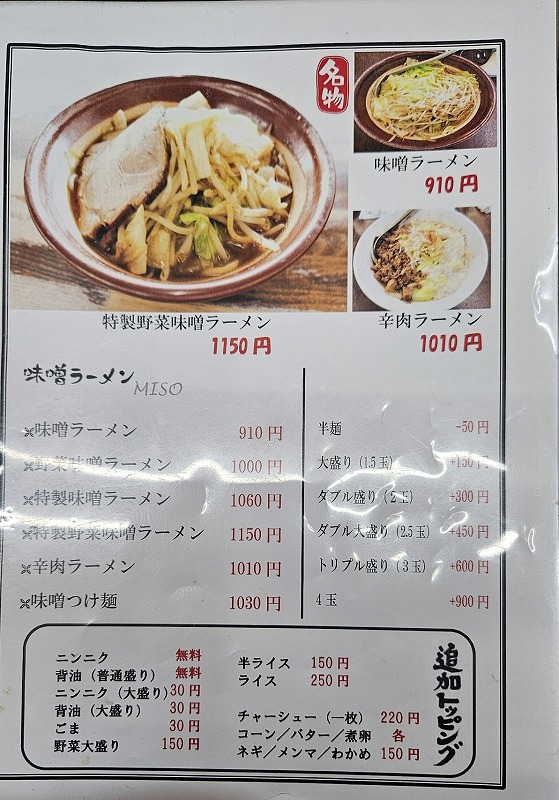 名物
味噌ラーメン
910円
特製野菜味噌ラーメン
1150円
辛肉ラーメン
1010円
味噌ラーメン MISO
味噌ラーメン 910円
野菜味噌ラーメン 1000円
特製味噌ラーメン 1060円
特製野菜味噌ラーメン 1150円
辛肉ラーメン 1010円
味噌つけ麺 1030円
半麺 -50円
大盛り（1.5玉） +150円
ダブル盛り（2玉） +300円
ダブル大盛り（2.5玉） +450円
トリプル盛り（3玉） +600円
4玉 +900円
追加トッピング
ニンニク 無料
背油（普通盛り） 無料
ニンニク（大盛り） 30円
背油（大盛り） 30円
ごま 30円
野菜大盛り 150円
半ライス 150円
ライス 250円
チャーシュー（一枚） 220円
コーン／バター／煮卵 各
ネギ／メンマ／わかめ 150円